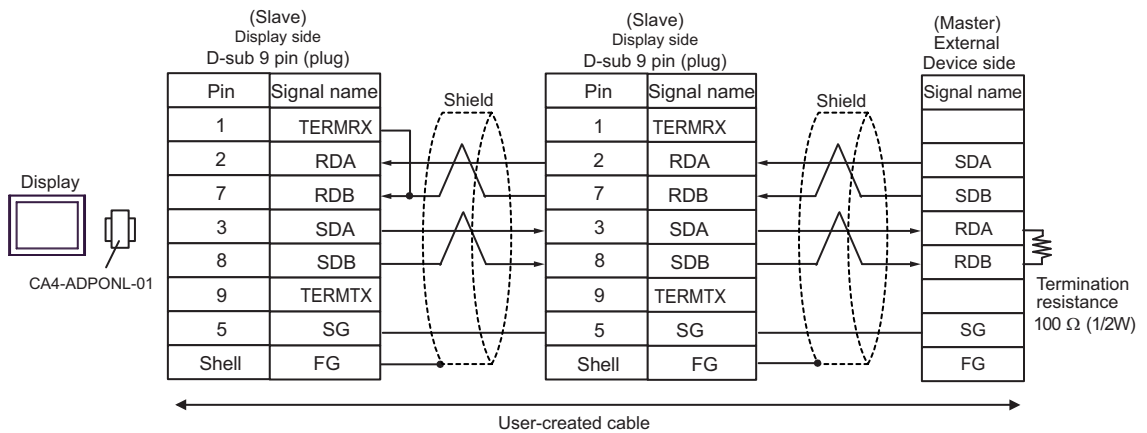 (Slave)
Display side
D-sub 9 pin (plug)
(Slave)
Display side
D-sub 9 pin (plug)
(Master)
External
Device side
Pin Signal name Shield Pin Signal name Shield Signal name
1 TERMRX 1 TERMRX
2 RDA 2 RDA SDA
7 RDB 7 RDB SDB
3 SDA 3 SDA RDA
8 SDB 8 SDB RDB
9 TERMTX 9 TERMTX
5 SG 5 SG SG
Shell FG Shell FG FG
Display
CA4-ADPONL-01
Termination
resistance
100 Ω (1/2W)
User-created cable